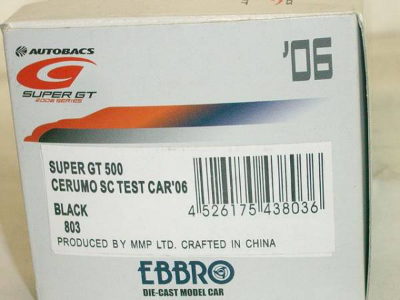 AUTOBACS
'06
SUPER GT
2006 SERIES
SUPER GT 500
CERUMO SC TEST CAR'06
BLACK
803
4 526175 438036
PRODUCED BY MMP LTD. CRAFTED IN CHINA
EBBRO
DIE-CAST MODEL CAR